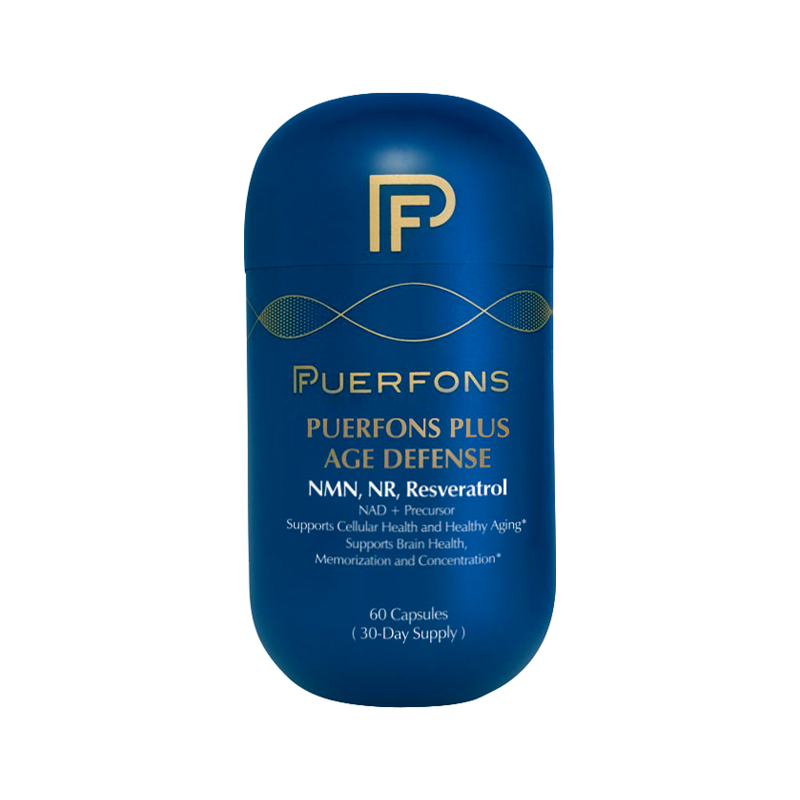 PF
PUERFONS
PUERFONS PLUS
AGE DEFENSE
NMN, NR, Resveratrol
NAD + Precursor
Supports Cellular Health and Healthy Aging*
Supports Brain Health,
Memorization and Concentration*
60 Capsules
( 30-Day Supply )